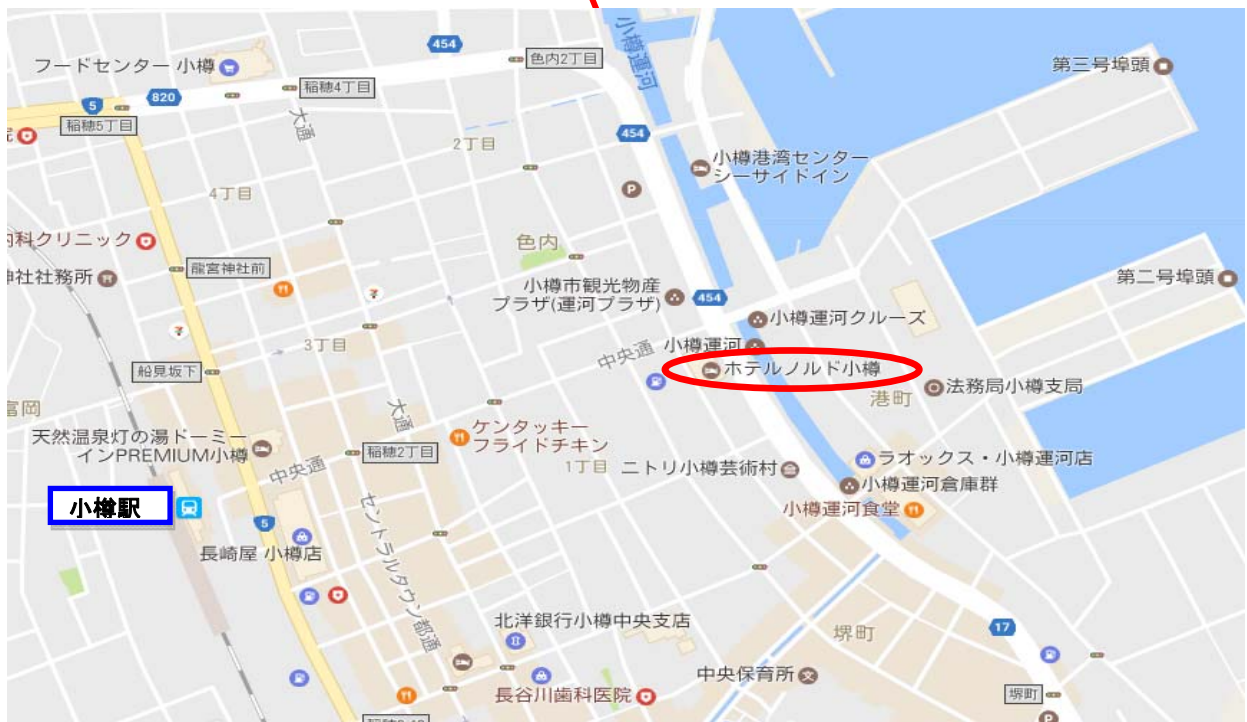 小樽運河
454
色内2丁目
フードセンター 小樽
第三号埠頭
820
稲穂4丁目
5
稲穂5丁目
大通
454
2丁目
小樽港湾センター
シーサイドイン
4丁目
内科クリニック
色内
龍宮神社前
神社社務所
小樽市観光物産
プラザ(運河プラザ)
454
第二号埠頭
小樽運河クルーズ
3丁目
中央通
小樽運河
船見坂下
ホテルノルド小樽
法務局小樽支局
港町
富岡
大通
ケンタッキー
フライドチキン
天然温泉灯の湯ドーミー
インPREMIUM小樽
稲穂2丁目
中央通
1丁目
ニトリ小樽芸術村
ラオックス・小樽運河店
小樽運河倉庫群
小樽運河食堂
小樽駅
5
長崎屋 小樽店
セントラルタウン都通
北洋銀行小樽中央支店
堺町
17
中央保育所
長谷川歯科医院
堺町